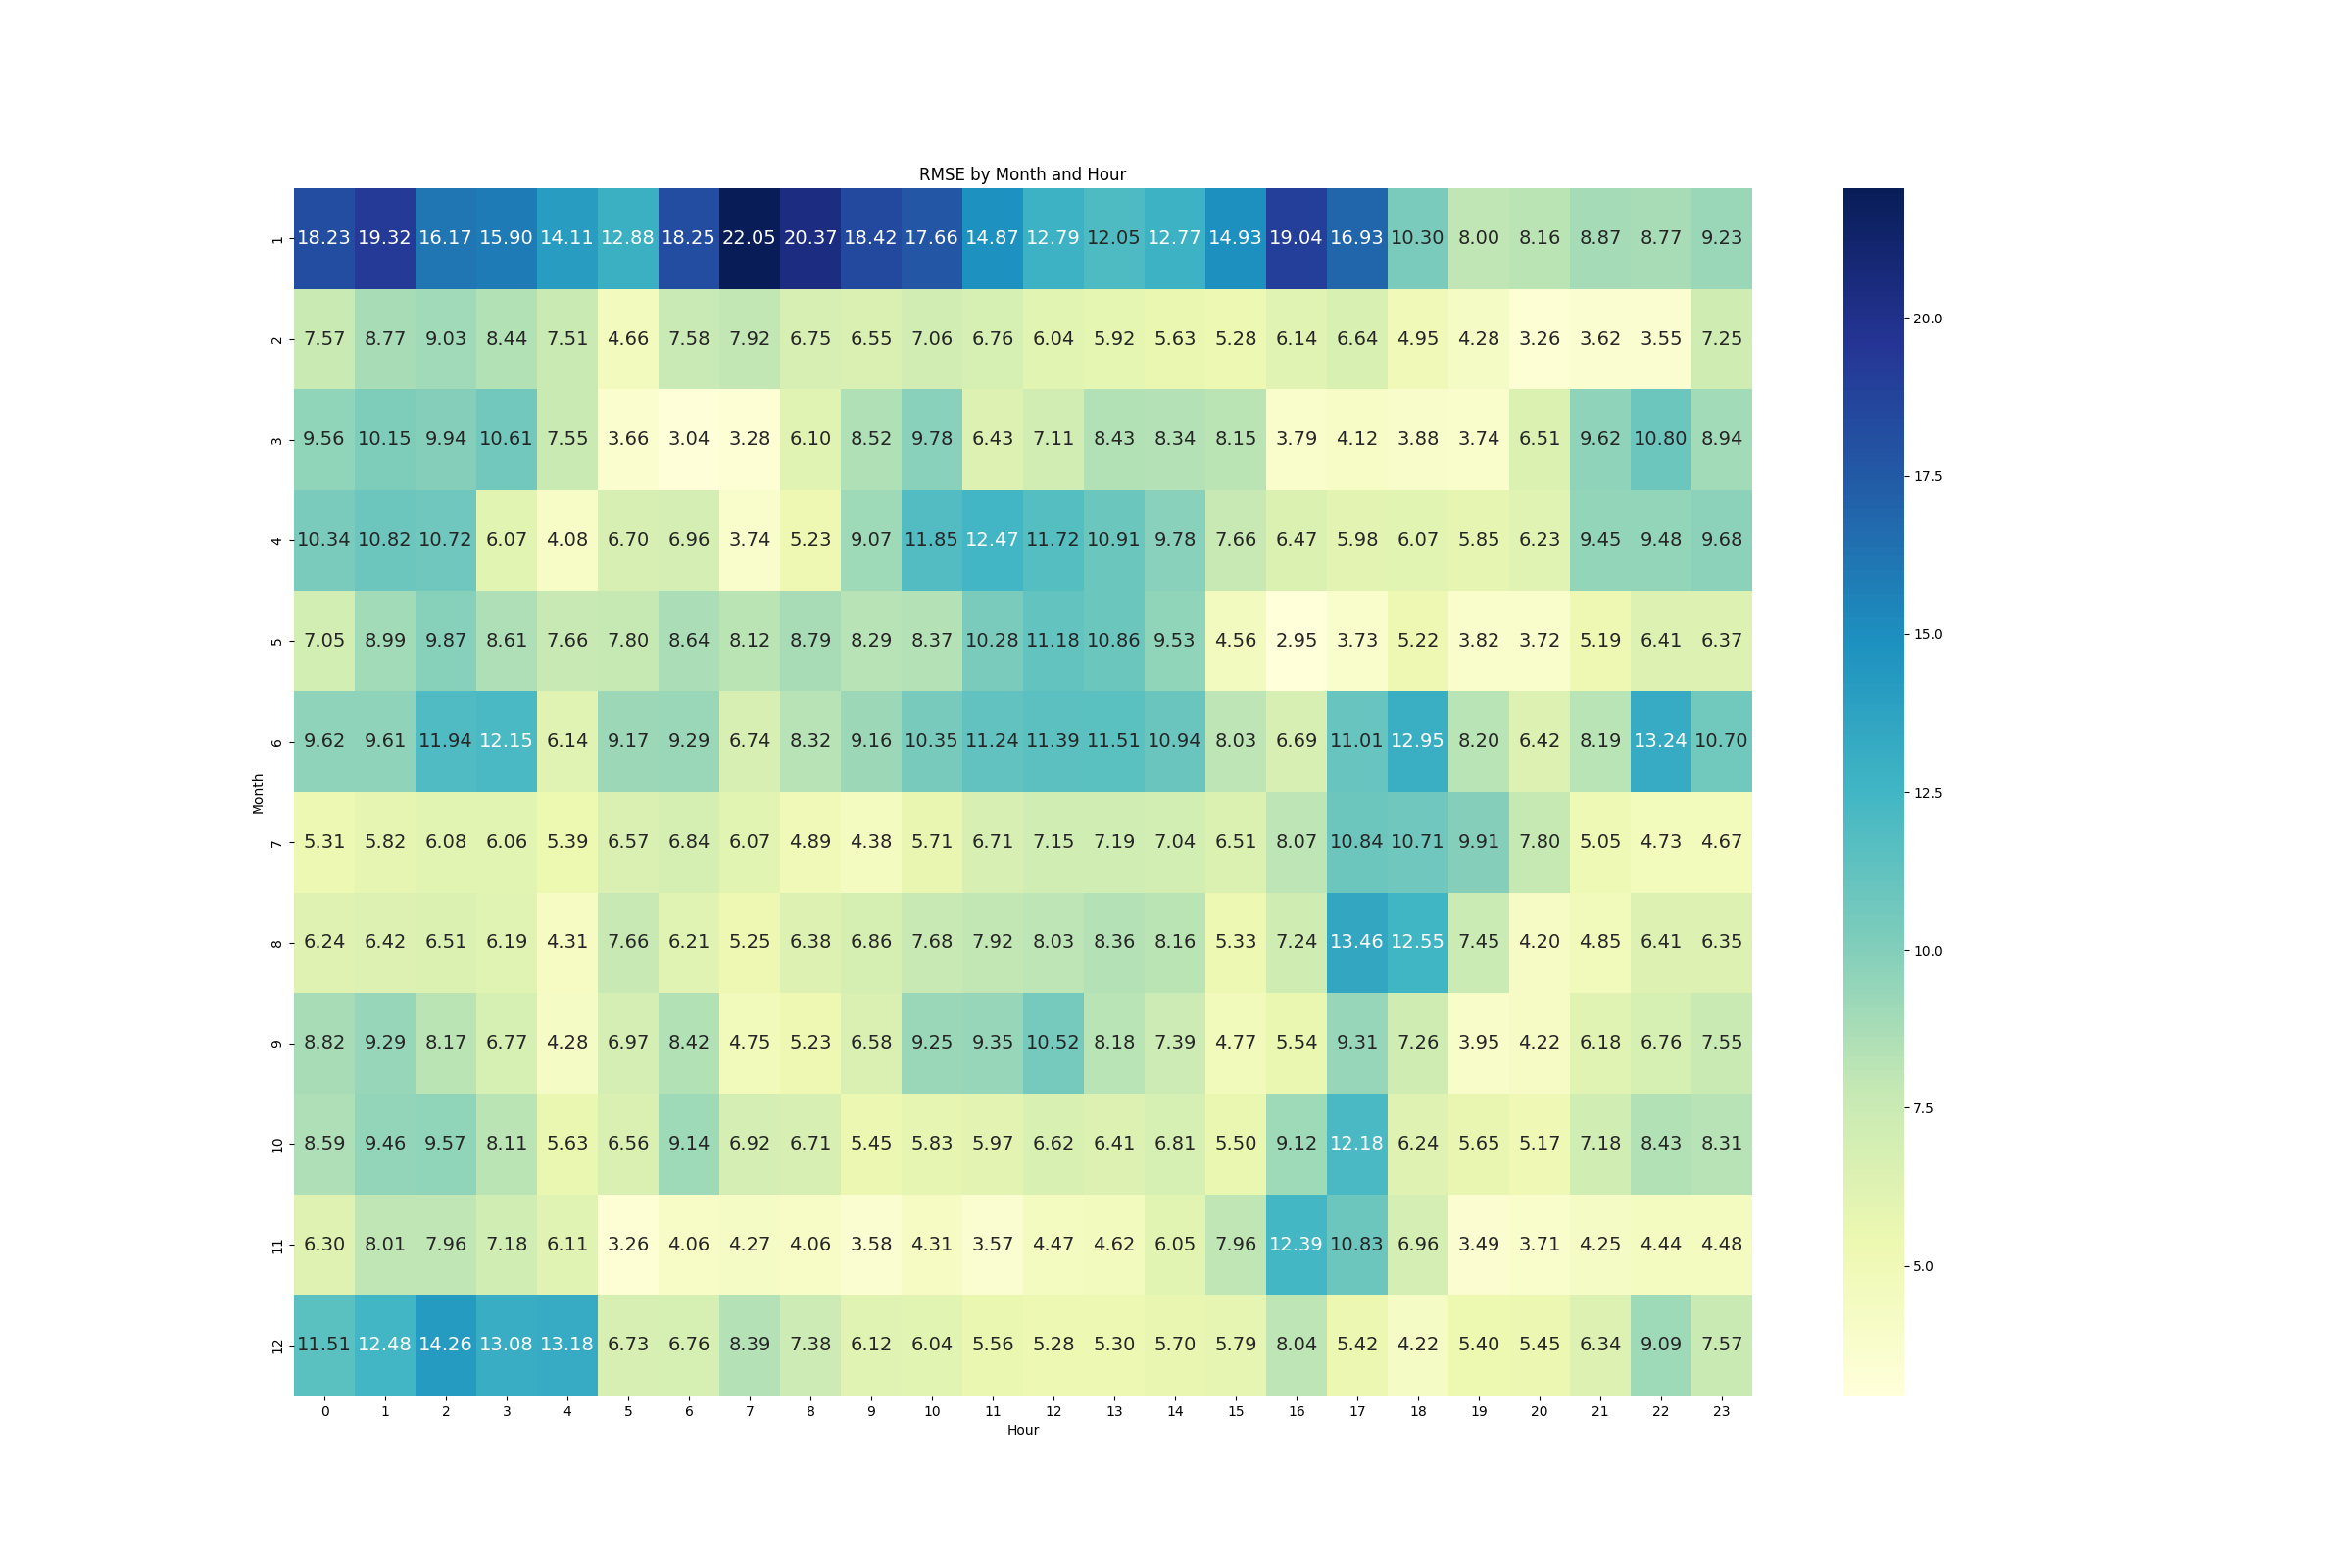 RMSE by Month and Hour
1 18.23 19.32 16.17 15.90 14.11 12.88 18.25 22.05 20.37 18.42 17.66 14.87 12.79 12.05 12.77 14.93 19.04 16.93 10.30 8.00 8.16 8.87 8.77 9.23
2 7.57 8.77 9.03 8.44 7.51 4.66 7.58 7.92 6.75 6.55 7.06 6.76 6.04 5.92 5.63 5.28 6.14 6.64 4.95 4.28 3.26 3.62 3.55 7.25
3 9.56 10.15 9.94 10.61 7.55 3.66 3.04 3.28 6.10 8.52 9.78 6.43 7.11 8.43 8.34 8.15 3.79 4.12 3.88 3.74 6.51 9.62 10.80 8.94
4 10.34 10.82 10.72 6.07 4.08 6.70 6.96 3.74 5.23 9.07 11.85 12.47 11.72 10.91 9.78 7.66 6.47 5.98 6.07 5.85 6.23 9.45 9.48 9.68
5 7.05 8.99 9.87 8.61 7.66 7.80 8.64 8.12 8.79 8.29 8.37 10.28 11.18 10.86 9.53 4.56 2.95 3.73 5.22 3.82 3.72 5.19 6.41 6.37
6 9.62 9.61 11.94 12.15 6.14 9.17 9.29 6.74 8.32 9.16 10.35 11.24 11.39 11.51 10.94 8.03 6.69 11.01 12.95 8.20 6.42 8.19 13.24 10.70
Month
7 5.31 5.82 6.08 6.06 5.39 6.57 6.84 6.07 4.89 4.38 5.71 6.71 7.15 7.19 7.04 6.51 8.07 10.84 10.71 9.91 7.80 5.05 4.73 4.67
8 6.24 6.42 6.51 6.19 4.31 7.66 6.21 5.25 6.38 6.86 7.68 7.92 8.03 8.36 8.16 5.33 7.24 13.46 12.55 7.45 4.20 4.85 6.41 6.35
9 8.82 9.29 8.17 6.77 4.28 6.97 8.42 4.75 5.23 6.58 9.25 9.35 10.52 8.18 7.39 4.77 5.54 9.31 7.26 3.95 4.22 6.18 6.76 7.55
10 8.59 9.46 9.57 8.11 5.63 6.56 9.14 6.92 6.71 5.45 5.83 5.97 6.62 6.41 6.81 5.50 9.12 12.18 6.24 5.65 5.17 7.18 8.43 8.31
11 6.30 8.01 7.96 7.18 6.11 3.26 4.06 4.27 4.06 3.58 4.31 3.57 4.47 4.62 6.05 7.96 12.39 10.83 6.96 3.49 3.71 4.25 4.44 4.48
12 11.51 12.48 14.26 13.08 13.18 6.73 6.76 8.39 7.38 6.12 6.04 5.56 5.28 5.30 5.70 5.79 8.04 5.42 4.22 5.40 5.45 6.34 9.09 7.57
0 1 2 3 4 5 6 7 8 9 10 11 12 13 14 15 16 17 18 19 20 21 22 23
Hour
20.0
17.5
15.0
12.5
10.0
7.5
5.0